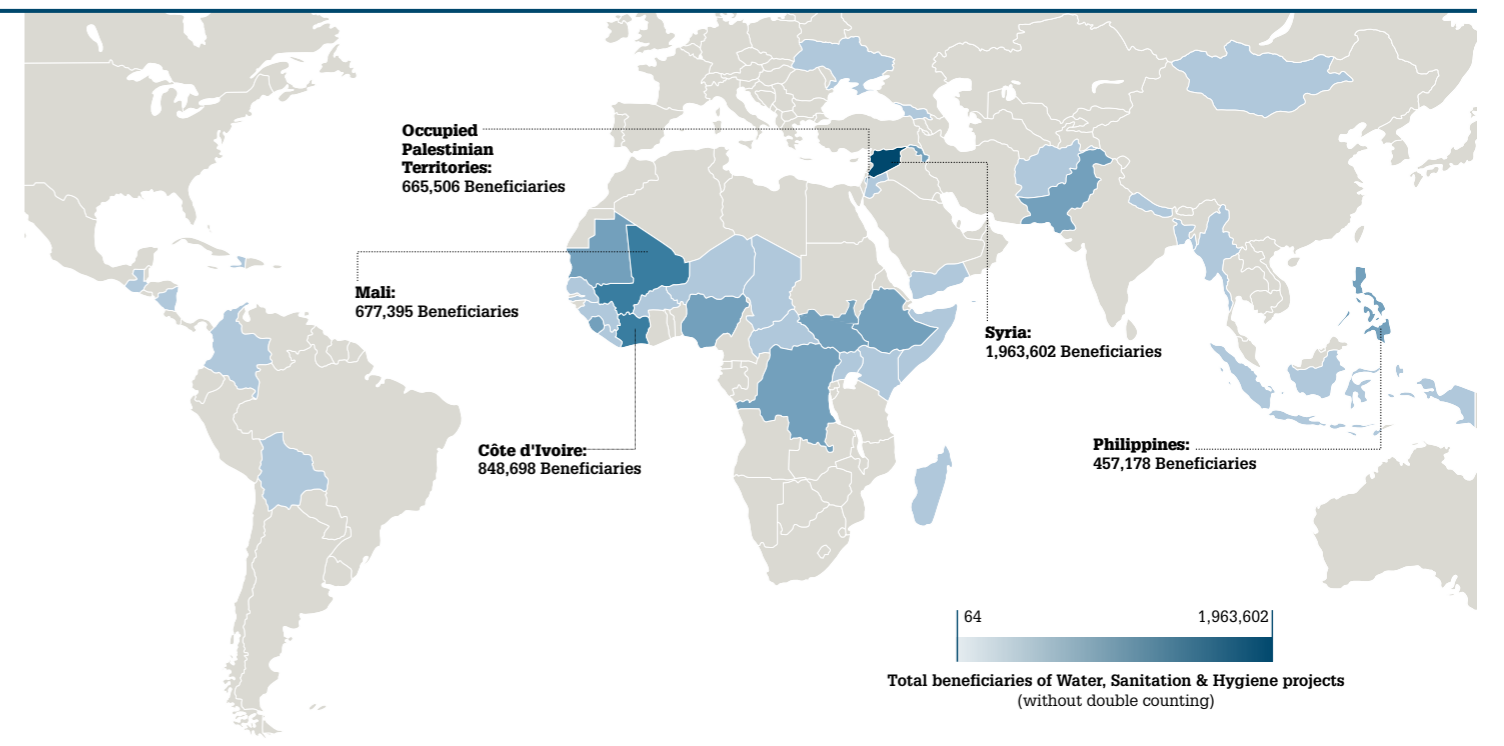 Occupied
Palestinian
Territories:
665,506 Beneficiaries
Mali:
677,395 Beneficiaries
Syria:
1,963,602 Beneficiaries
Côte d'Ivoire:
848,698 Beneficiaries
Philippines:
457,178 Beneficiaries
64
1,963,602
Total beneficiaries of Water, Sanitation & Hygiene projects
(without double counting)